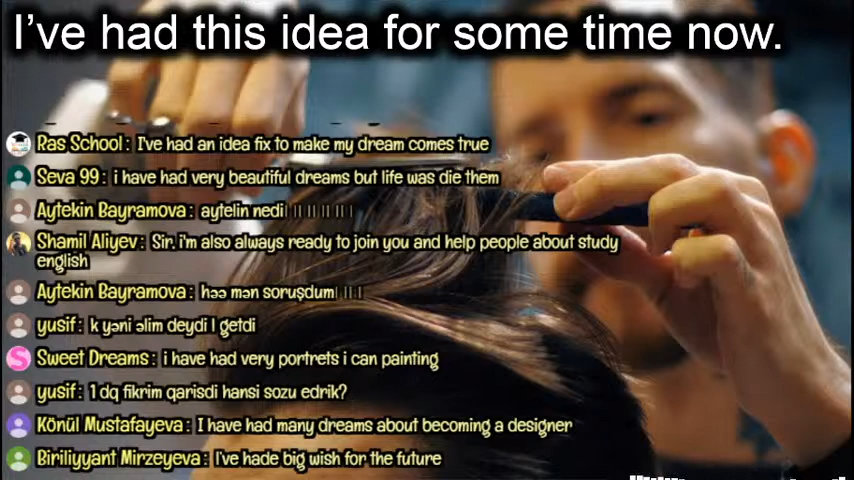 I've had this idea for some time now.
Ras School: I've had an idea fix to make my dream comes true
Seva 99: i have had very beautiful dreams but life was die them
Aytekin Bayramova: aytelin nedi
Shamil Aliyev: Sir, i'm also always ready to join you and help people about study
english
Aytekin Bayramova: həə mən soruşdum
yusif: k yəni əlim deydi l getdi
Sweet Dreams: i have had very portrets i can painting
yusif: 1 dq fikrim qarisdi hansi sozu edrik?
Könül Mustafayeva: I have had many dreams about becoming a designer
Biriliyyant Mirzeyeva: I've hade big wish for the future